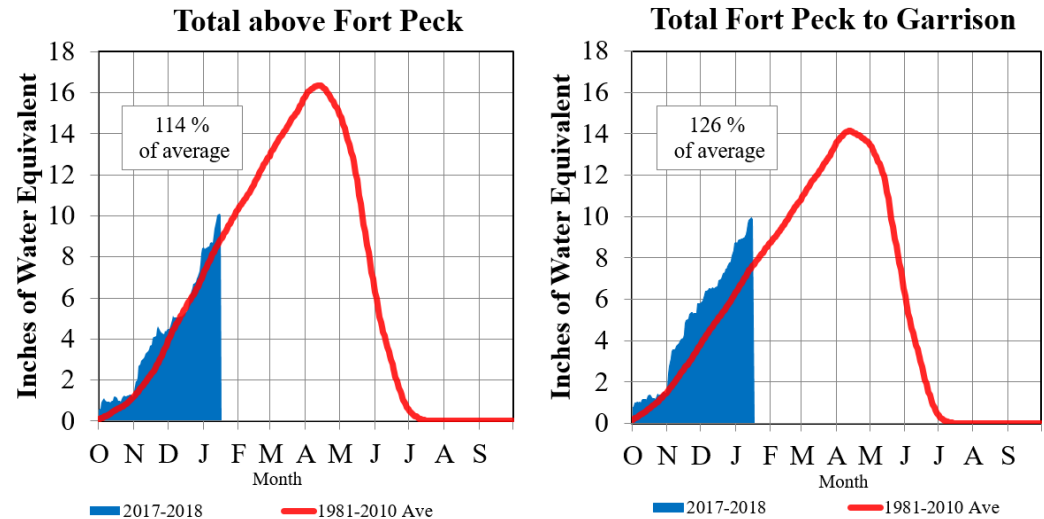 Total above Fort Peck
Inches of Water Equivalent
18
16
14
12
10
8
6
4
2
0
114 %
of average
O N D J F M A M J J A S
Month
2017-2018 1981-2010 Ave
Total Fort Peck to Garrison
Inches of Water Equivalent
18
16
14
12
10
8
6
4
2
0
126 %
of average
O N D J F M A M J J A S
Month
2017-2018 1981-2010 Ave